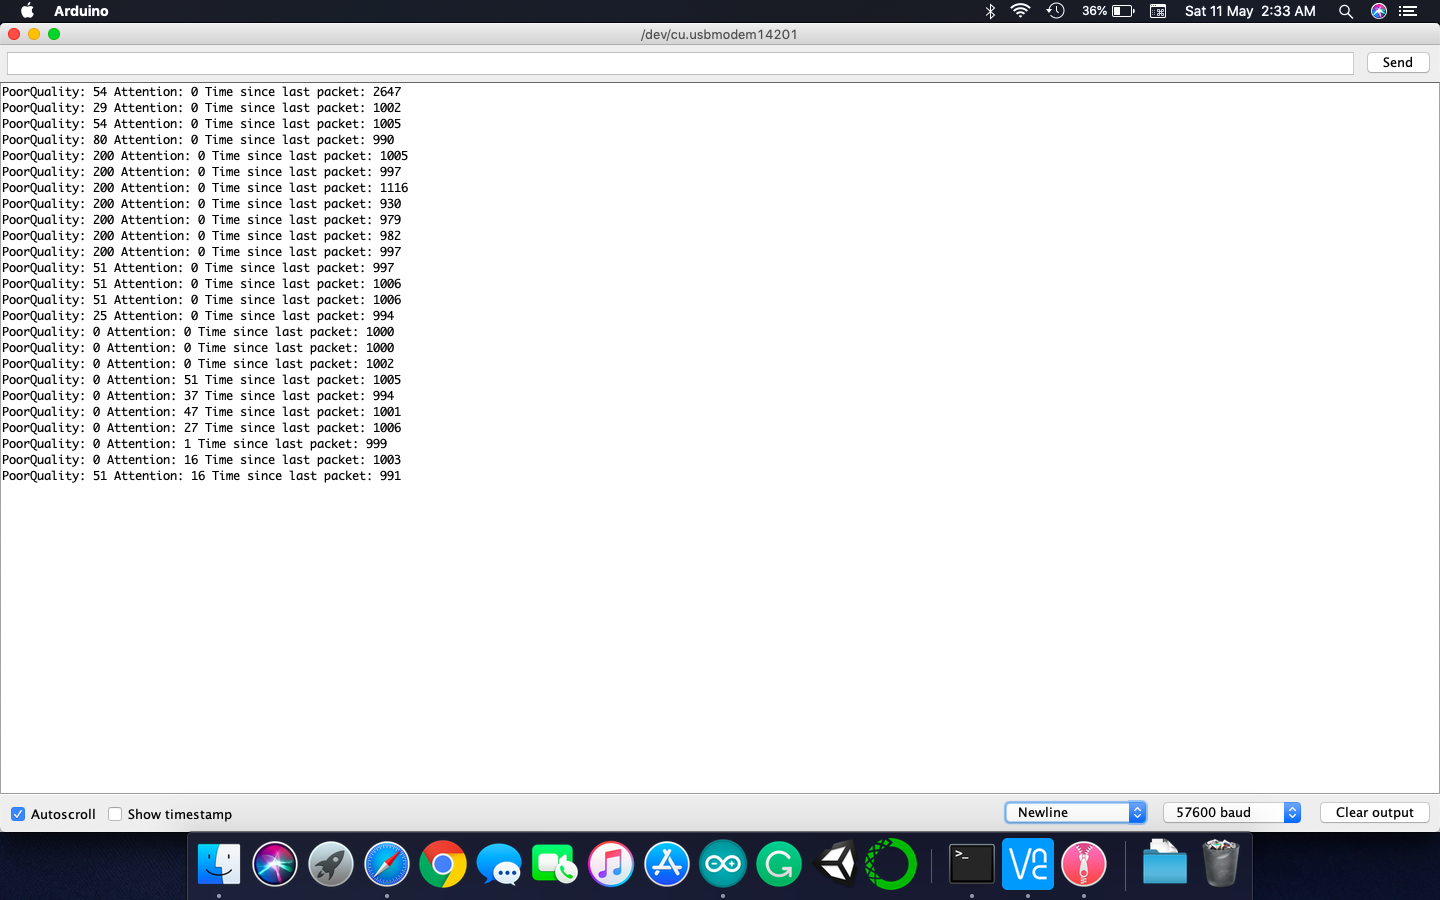 Arduino
36%
Sat 11 May 2:33 AM
/dev/cu.usbmodem14201
Send
PoorQuality: 54 Attention: 0 Time since last packet: 2647
PoorQuality: 29 Attention: 0 Time since last packet: 1002
PoorQuality: 54 Attention: 0 Time since last packet: 1005
PoorQuality: 80 Attention: 0 Time since last packet: 990
PoorQuality: 200 Attention: 0 Time since last packet: 1005
PoorQuality: 200 Attention: 0 Time since last packet: 997
PoorQuality: 200 Attention: 0 Time since last packet: 1116
PoorQuality: 200 Attention: 0 Time since last packet: 930
PoorQuality: 200 Attention: 0 Time since last packet: 979
PoorQuality: 200 Attention: 0 Time since last packet: 982
PoorQuality: 200 Attention: 0 Time since last packet: 997
PoorQuality: 51 Attention: 0 Time since last packet: 997
PoorQuality: 51 Attention: 0 Time since last packet: 1006
PoorQuality: 51 Attention: 0 Time since last packet: 1006
PoorQuality: 25 Attention: 0 Time since last packet: 994
PoorQuality: 0 Attention: 0 Time since last packet: 1000
PoorQuality: 0 Attention: 0 Time since last packet: 1000
PoorQuality: 0 Attention: 0 Time since last packet: 1002
PoorQuality: 0 Attention: 51 Time since last packet: 1005
PoorQuality: 0 Attention: 37 Time since last packet: 994
PoorQuality: 0 Attention: 47 Time since last packet: 1001
PoorQuality: 0 Attention: 27 Time since last packet: 1006
PoorQuality: 0 Attention: 1 Time since last packet: 999
PoorQuality: 0 Attention: 16 Time since last packet: 1003
PoorQuality: 51 Attention: 16 Time since last packet: 991
Autoscroll
Show timestamp
Newline
57600 baud
Clear output